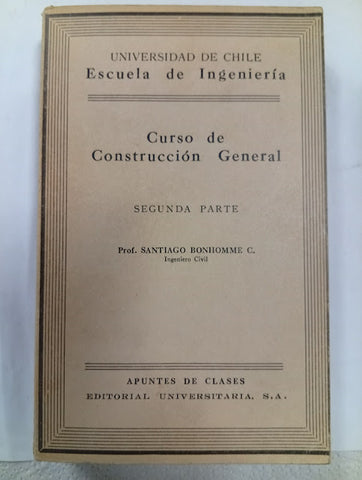 UNIVERSIDAD DE CHILE
Escuela de Ingeniería
Curso de
Construcción General
SEGUNDA PARTE
Prof. SANTIAGO BONHOMME C.
Ingeniero Civil
APUNTES DE CLASES
EDITORIAL UNIVERSITARIA, S.A.